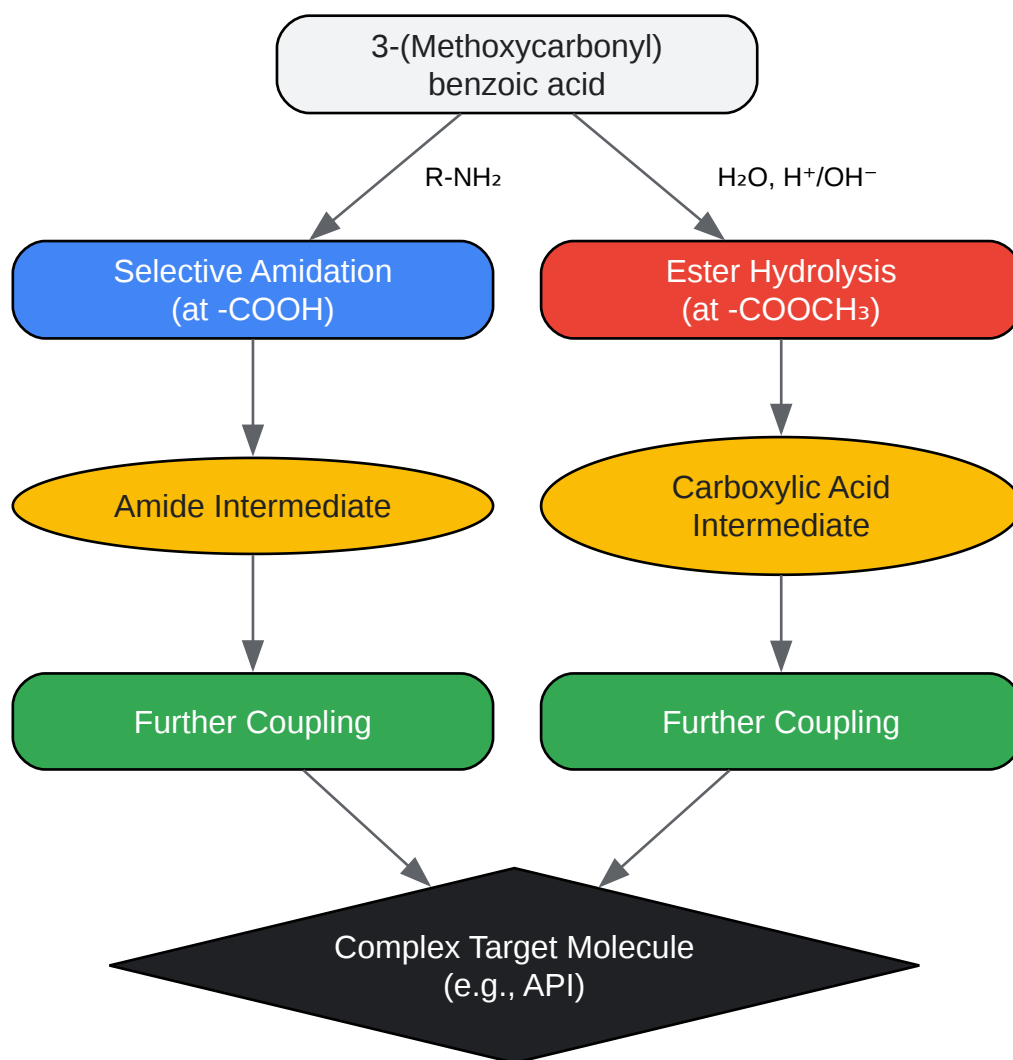 3-(Methoxycarbonyl)
benzoic acid
R-NH₂
H₂O, H⁺/OH⁻
Selective Amidation
(at -COOH)
Ester Hydrolysis
(at -COOCH₃)
Amide Intermediate
Carboxylic Acid
Intermediate
Further Coupling
Further Coupling
Complex Target Molecule
(e.g., API)